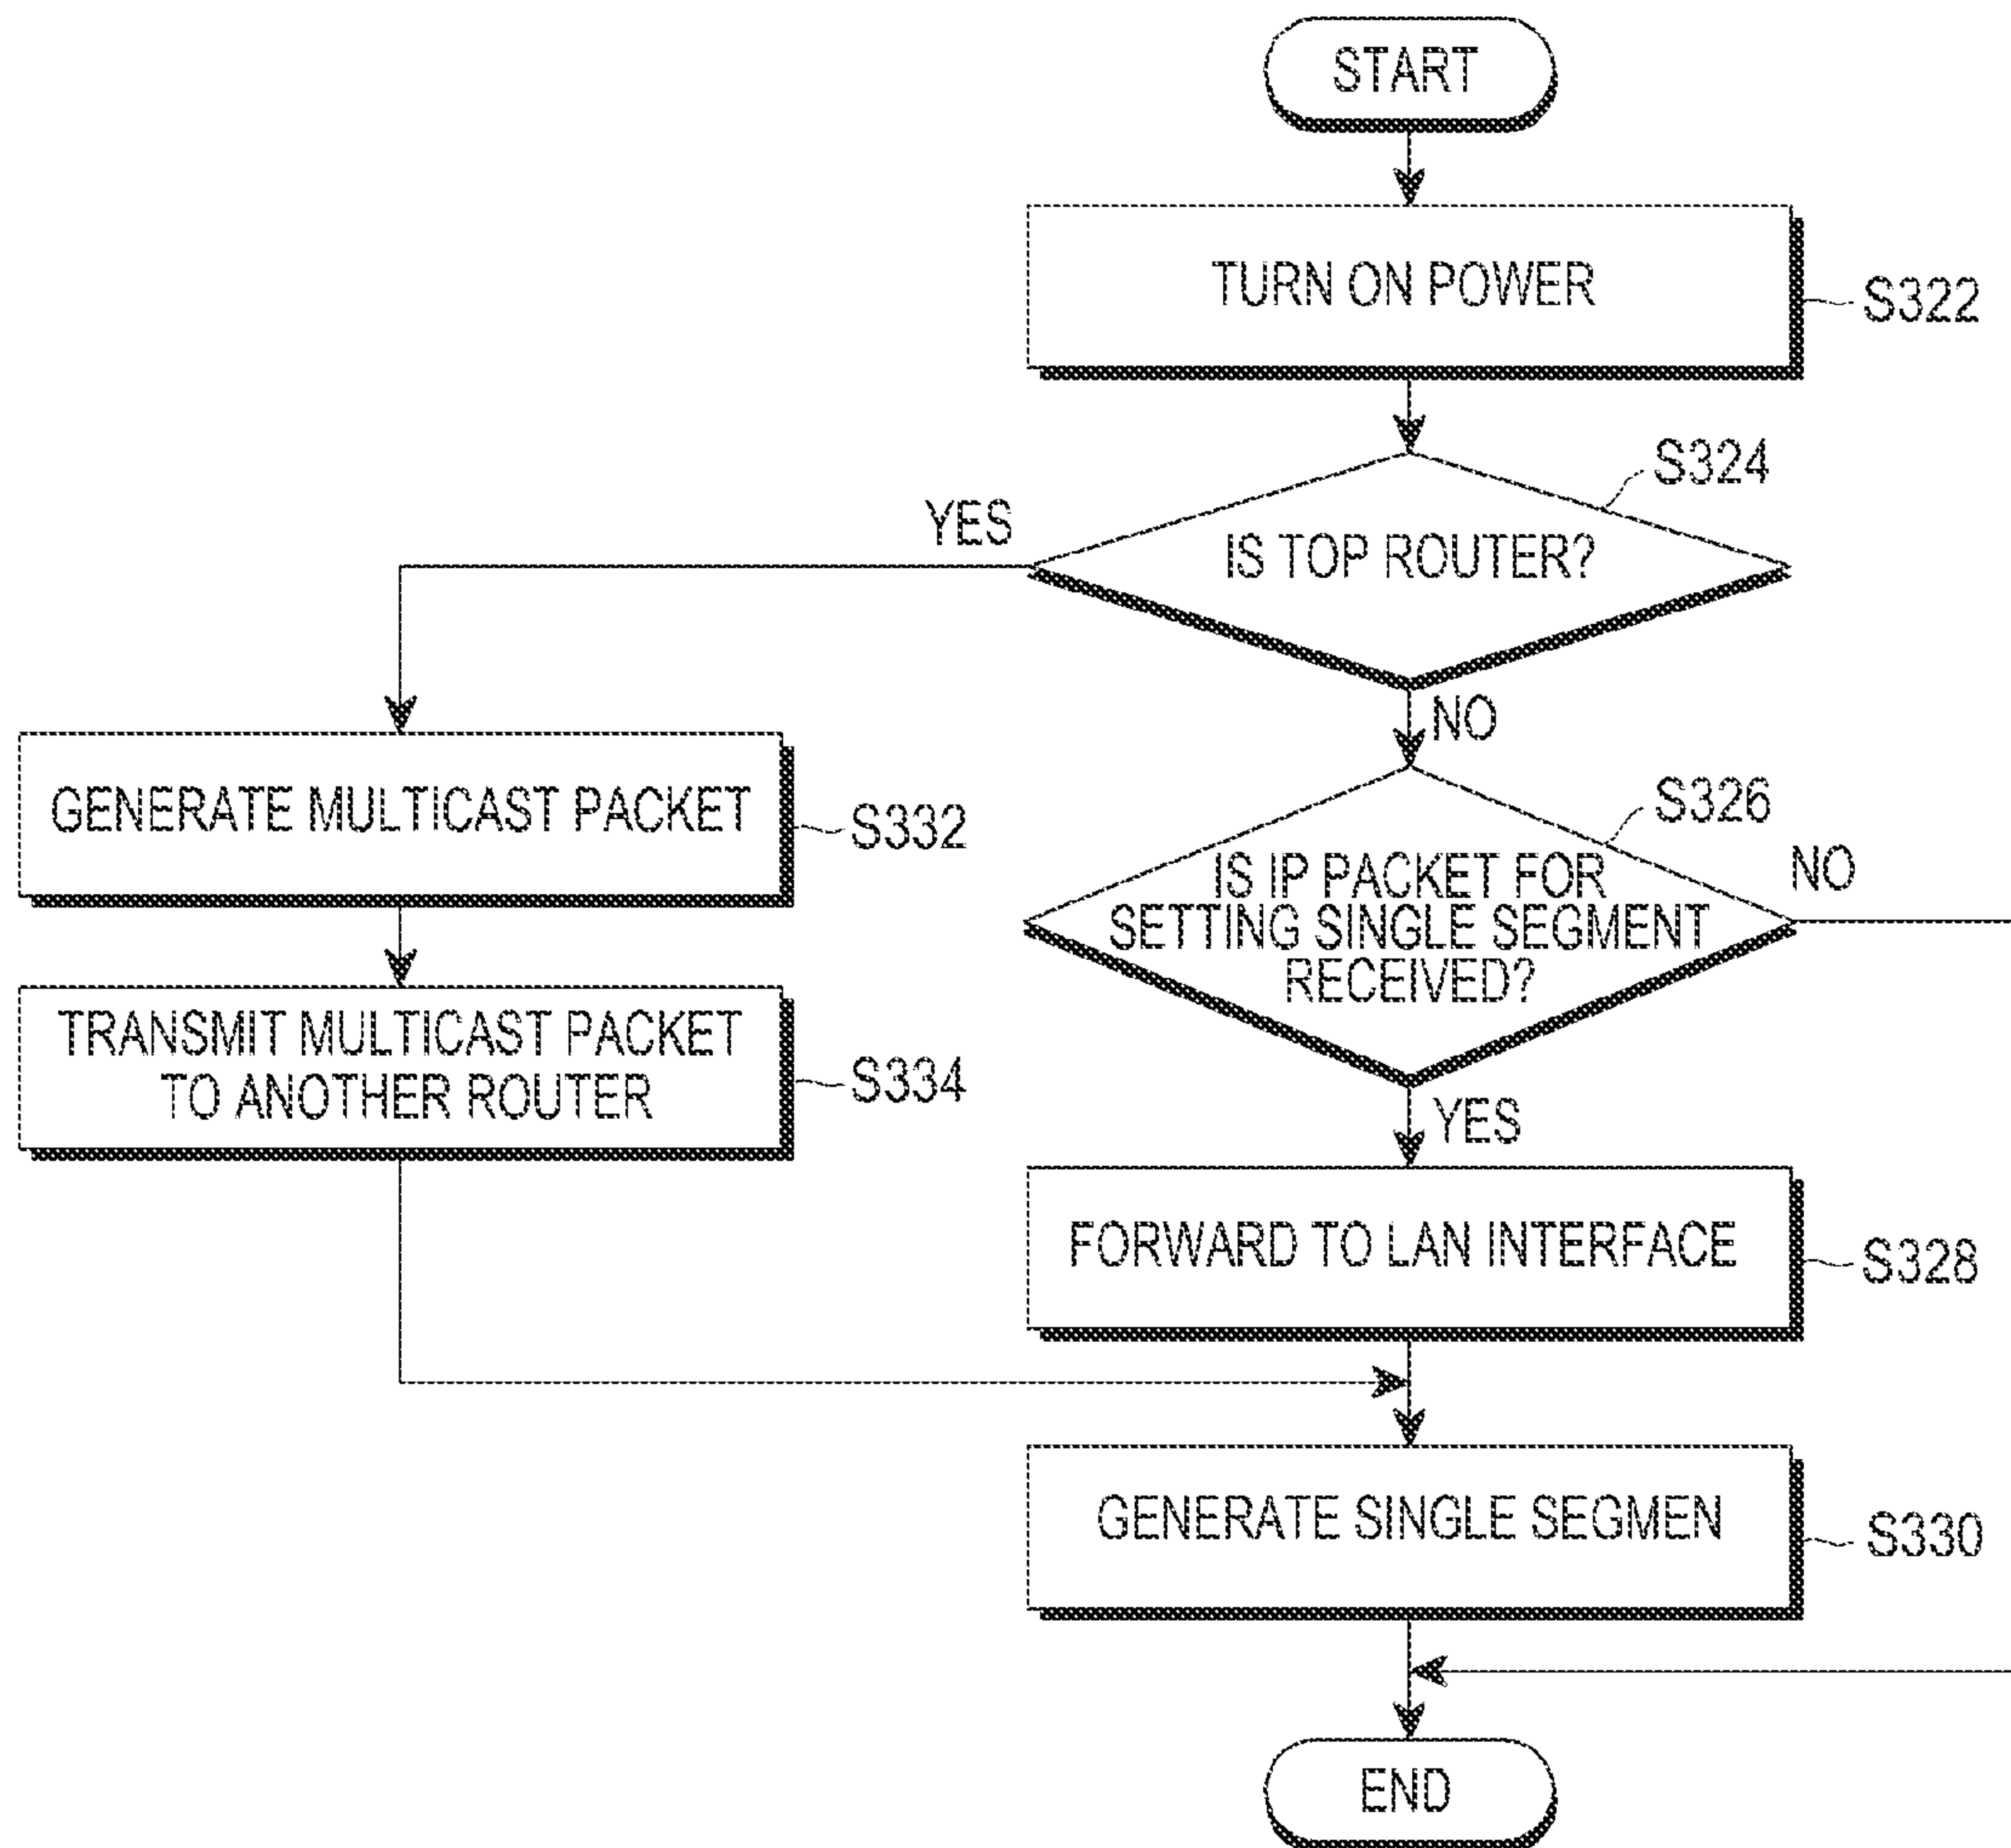 START
TURN ON POWER
S322
S324
YES
IS TOP ROUTER?
NO
GENERATE MULTICAST PACKET
S332
S326
IS IP PACKET FOR
SETTING SINGLE SEGMENT
RECEIVED?
NO
TRANSMIT MULTICAST PACKET
TO ANOTHER ROUTER
S334
YES
FORWARD TO LAN INTERFACE
S328
GENERATE SINGLE SEGMEN
S330
END